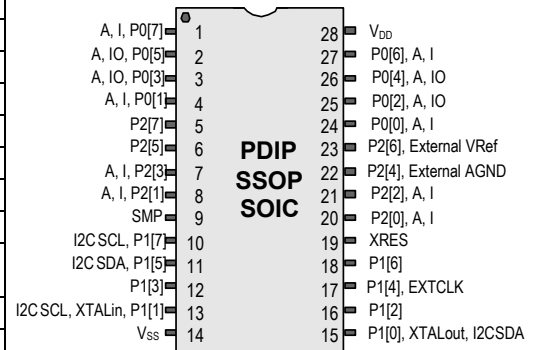 A, I, P0[7] 1
A, IO, P0[5] 2
A, IO, P0[3] 3
A, I, P0[1] 4
P2[7] 5
P2[5] 6
A, I, P2[3] 7
A, I, P2[1] 8
SMP 9
I2C SCL, P1[7] 10
I2C SDA, P1[5] 11
P1[3] 12
I2C SCL, XTALin, P1[1] 13
Vss 14
PDIP
SSOP
SOIC
28 VDD
27 P0[6], A, I
26 P0[4], A, IO
25 P0[2], A, IO
24 P0[0], A, I
23 P2[6], External VRef
22 P2[4], External AGND
21 P2[2], A, I
20 P2[0], A, I
19 XRES
18 P1[6]
17 P1[4], EXTCLK
16 P1[2]
15 P1[0], XTALout, I2CSDA